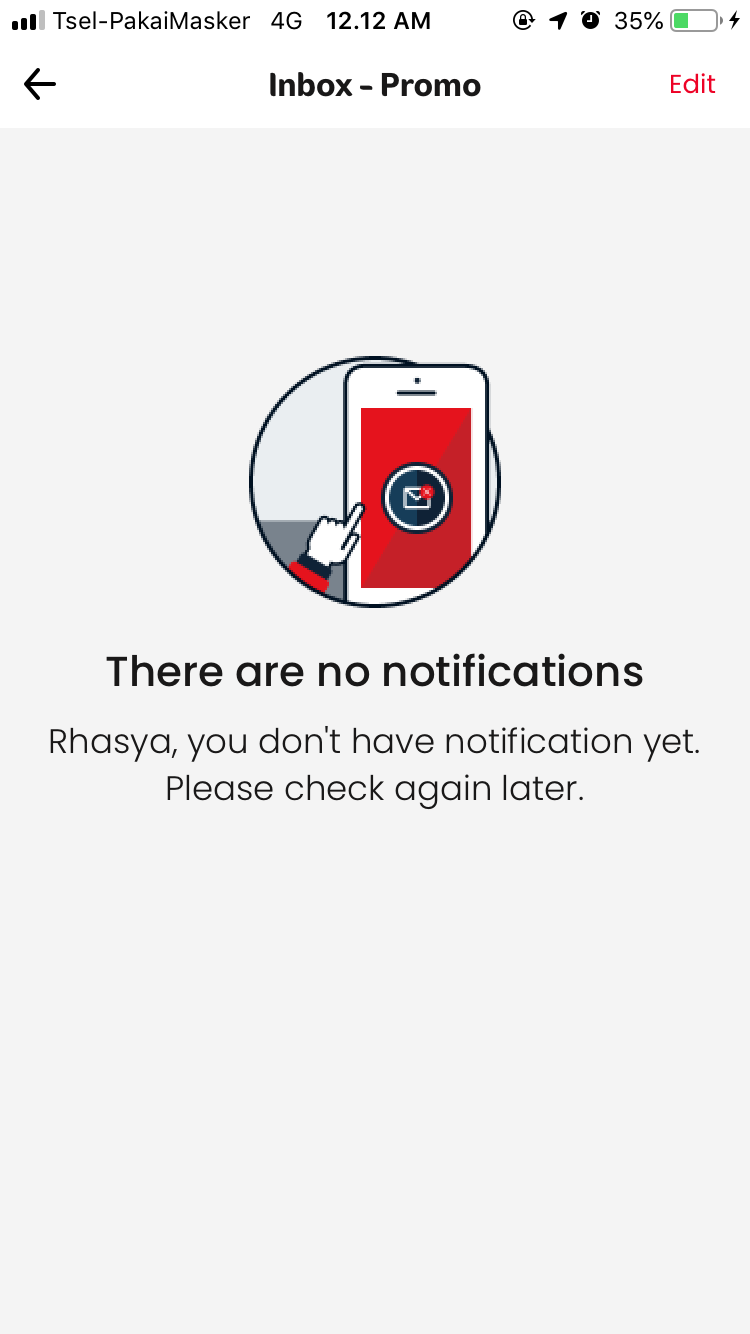 Tsel-PakaiMasker 4G 12.12 AM 35%
Inbox - Promo Edit
There are no notifications
Rhasya, you don't have notification yet.
Please check again later.